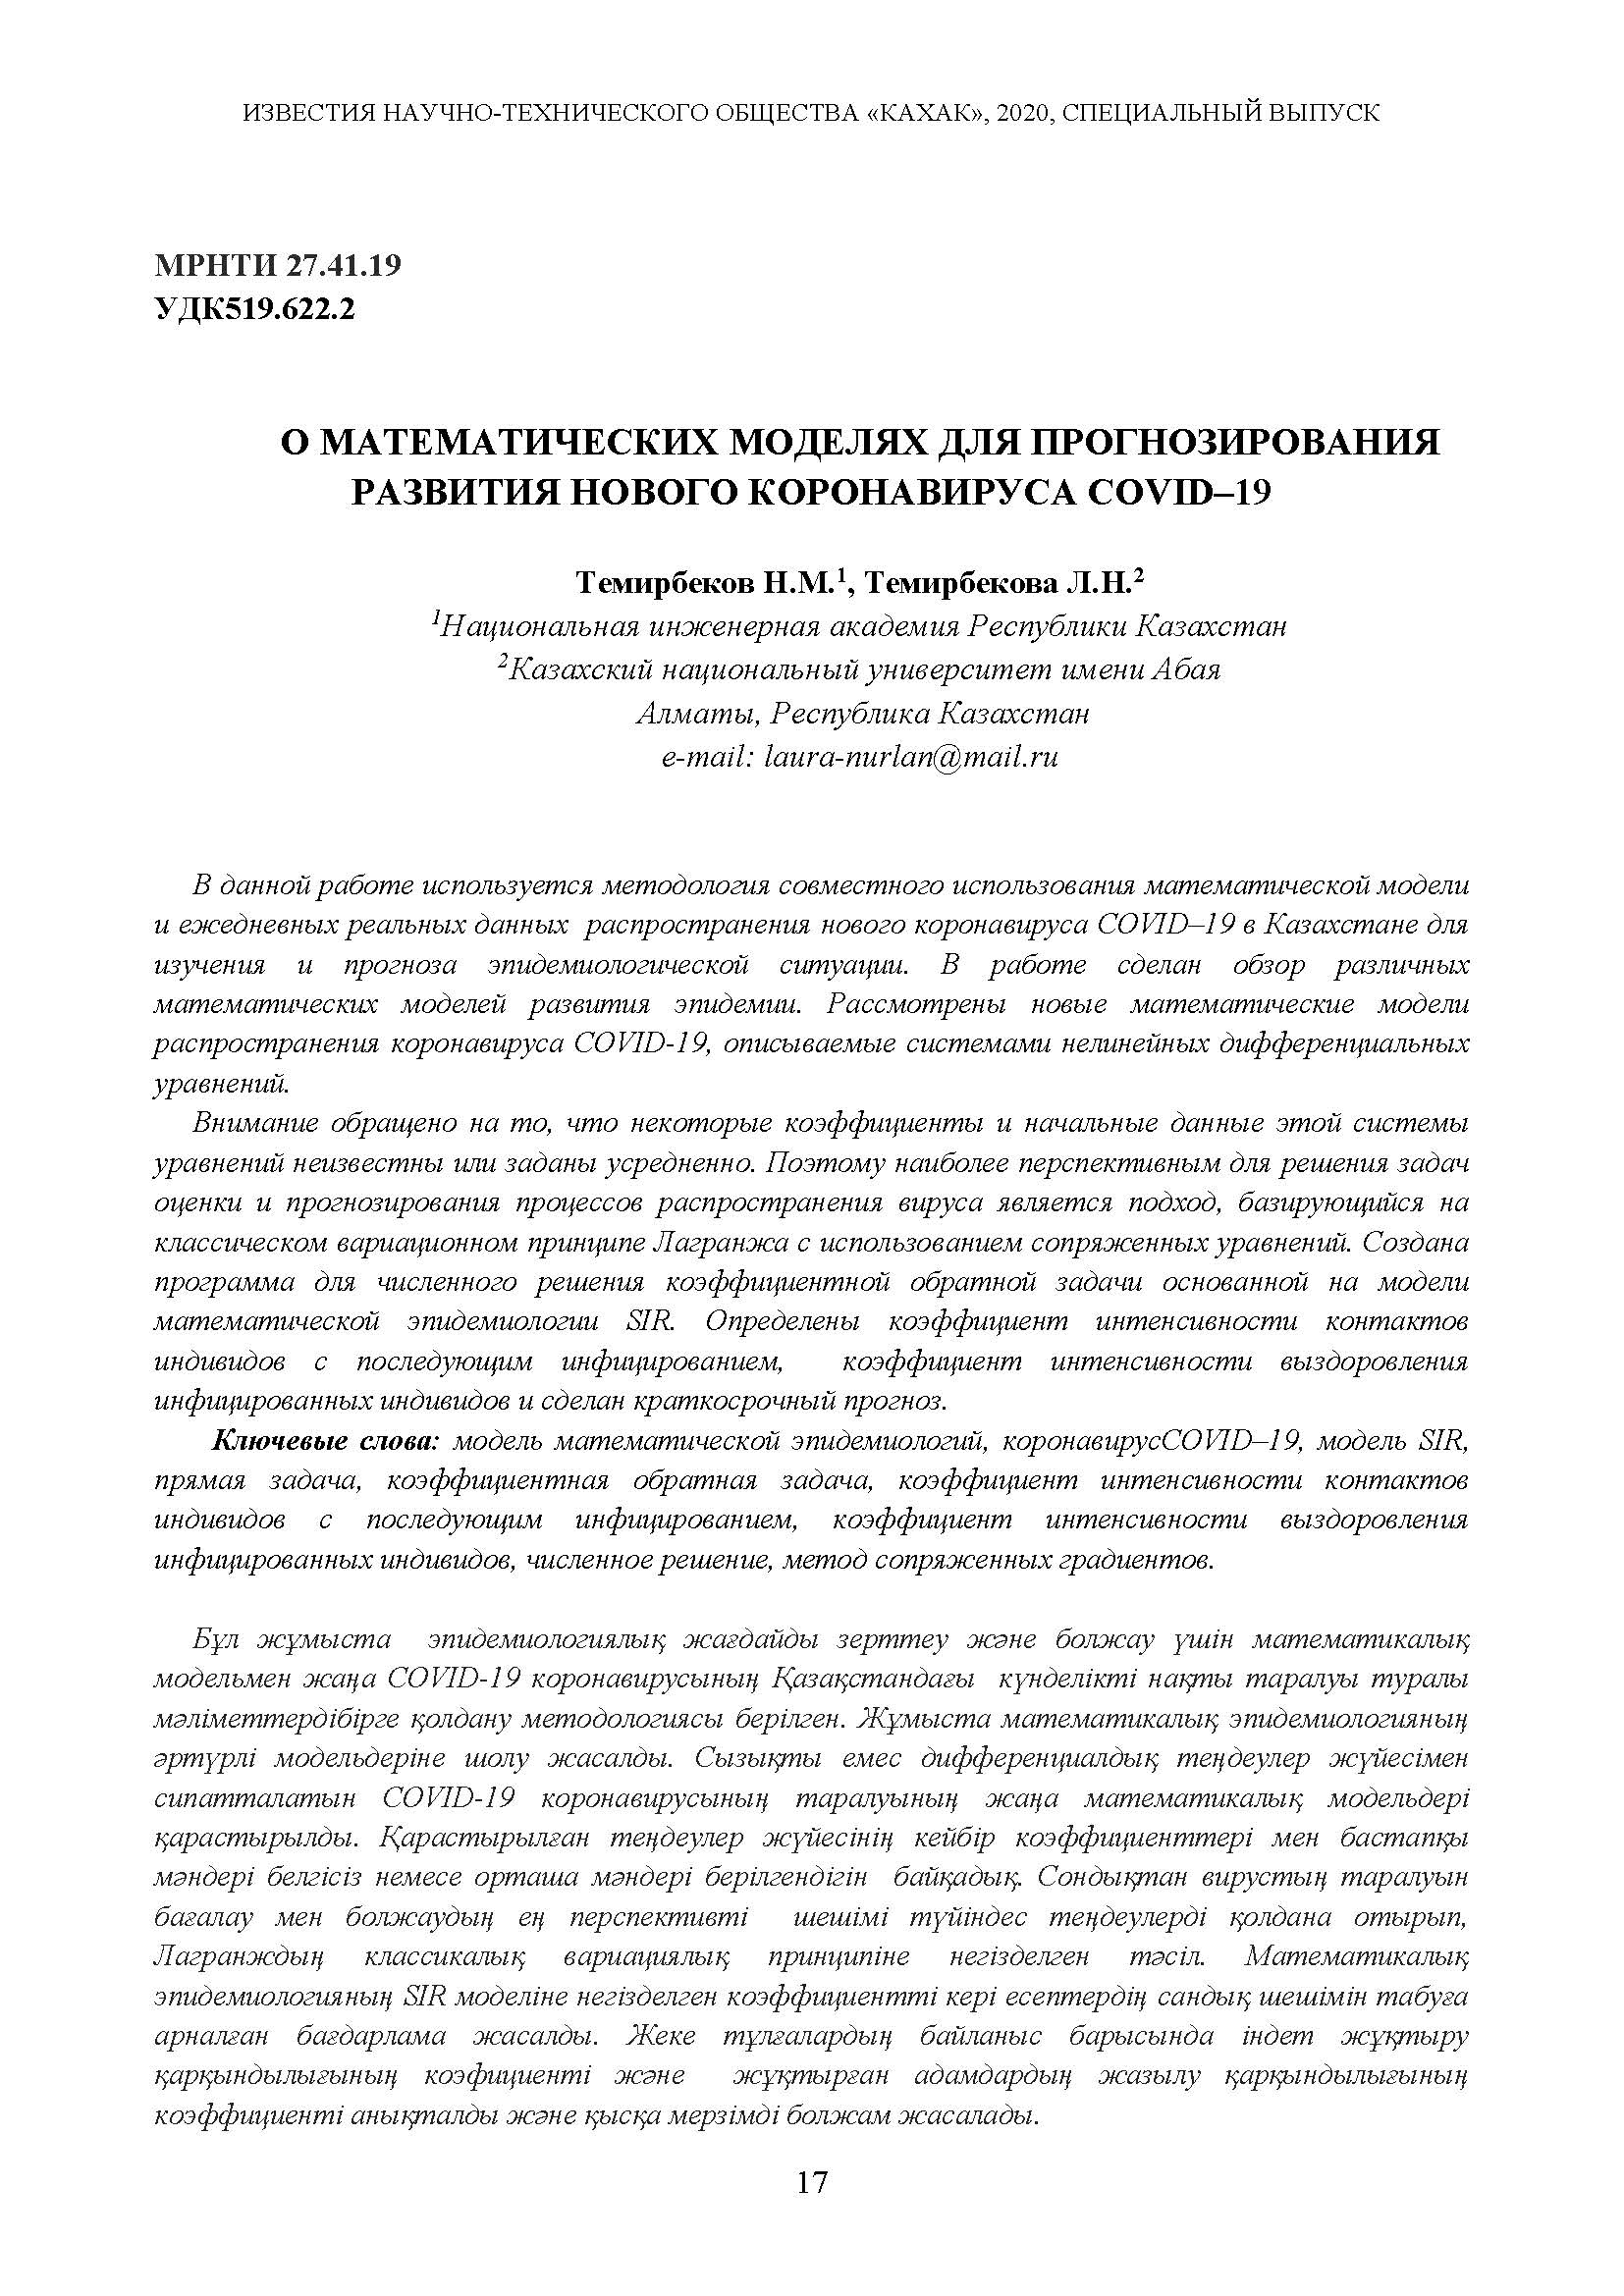 ИЗВЕСТИЯ НАУЧНО-ТЕХНИЧЕСКОГО ОБЩЕСТВА «КАХАК», 2020, СПЕЦИАЛЬНЫЙ ВЫПУСК
МРНТИ 27.41.19
УДК519.622.2
О МАТЕМАТИЧЕСКИХ МОДЕЛЯХ ДЛЯ ПРОГНОЗИРОВАНИЯ
РАЗВИТИЯ НОВОГО КОРОНАВИРУСА COVID–19
Темирбеков Н.М.¹, Темирбекова Л.Н.²
¹Национальная инженерная академия Республики Казахстан
²Казахский национальный университет имени Абая
Алматы, Республика Казахстан
e-mail: laura-nurlan@mail.ru
В данной работе используется методология совместного использования математической модели
и ежедневных реальных данных распространения нового коронавируса COVID–19 в Казахстане для
изучения и прогноза эпидемиологической ситуации. В работе сделан обзор различных
математических моделей развития эпидемии. Рассмотрены новые математические модели
распространения коронавируса COVID-19, описываемые системами нелинейных дифференциальных
уравнений.
Внимание обращено на то, что некоторые коэффициенты и начальные данные этой системы
уравнений неизвестны или заданы усредненно. Поэтому наиболее перспективным для решения задач
оценки и прогнозирования процессов распространения вируса является подход, базирующийся на
классическом вариационном принципе Лагранжа с использованием сопряженных уравнений. Создана
программа для численного решения коэффициентной обратной задачи основанной на модели
математической эпидемиологии SIR. Определены коэффициент интенсивности контактов
индивидов с последующим инфицированием, коэффициент интенсивности выздоровления
инфицированных индивидов и сделан краткосрочный прогноз.
Ключевые слова: модель математической эпидемиологий, коронавирусCOVID–19, модель SIR,
прямая задача, коэффициентная обратная задача, коэффициент интенсивности контактов
индивидов с последующим инфицированием, коэффициент интенсивности выздоровления
инфицированных индивидов, численное решение, метод сопряженных градиентов.
Бұл жұмыста эпидемиологиялық жағдайды зерттеу және болжау үшін математикалық
модельмен жаңа COVID-19 коронавирусының Қазақстандағы күнделікті нақты таралуы туралы
мәліметтердібірге қолдану методологиясы берілген. Жұмыста математикалық эпидемиологияның
әртүрлі модельдеріне шолу жасалды. Сызықты емес дифференциалдық теңдеулер жүйесімен
сипатталатын COVID-19 коронавирусының таралуының жаңа математикалық модельдері
қарастырылды. Қарастырылған теңдеулер жүйесінің кейбір коэффициенттері мен бастапқы
мәндері белгісіз немесе орташа мәндері берілгендігін байқадық. Сондықтан вирустың таралуын
бағалау мен болжаудың ең перспективті шешімі түйіндес теңдеулерді қолдана отырып,
Лагранждың классикалық вариациялық принципіне негізделген тәсіл. Математикалық
эпидемиологияның SIR моделіне негізделген коэффициентті кері есептердің сандық шешімін табуға
арналған бағдарлама жасалды. Жеке тұлғалардың байланыс барысында індет жұқтыру
қарқындылығының коэфициенті және жұқтырған адамдардың жазылу қарқындылығының
коэффициенті анықталды және қысқа мерзімді болжам жасалады.
17